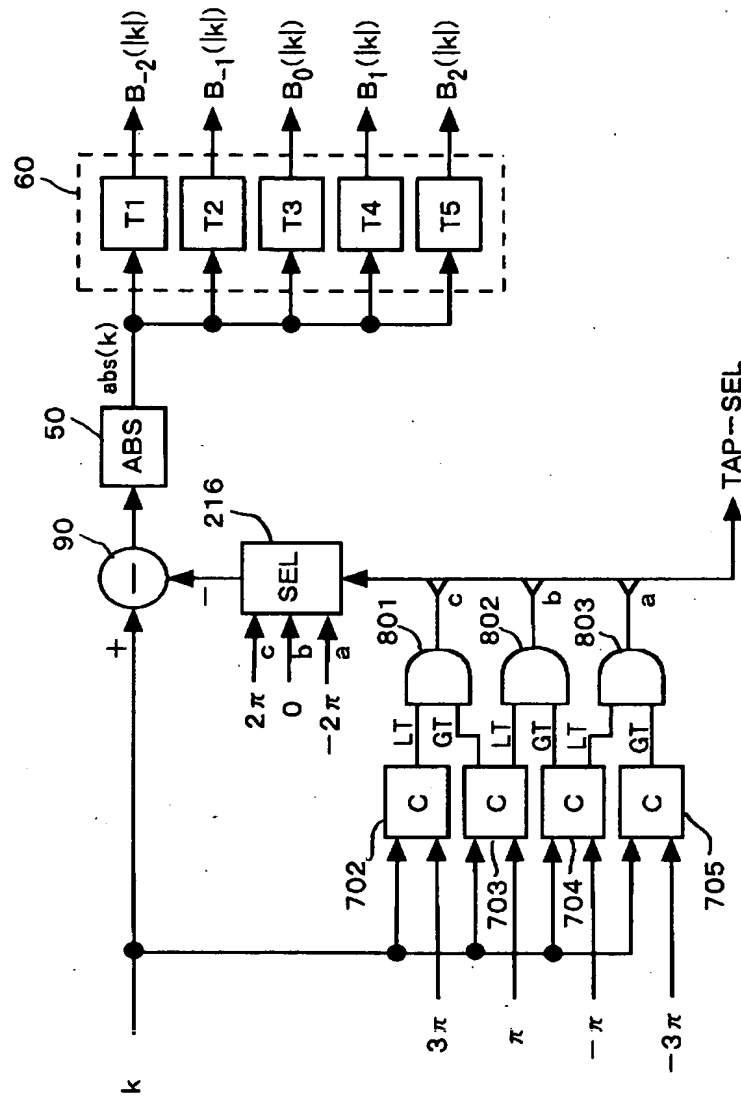 60
T1
T2
T3
T4
T5
B₋₂(|k|)
B₋₁(|k|)
B₀(|k|)
B₁(|k|)
B₂(|k|)
abs(k)
50
ABS
90
−
+
−
216
SEL
2π
c
0
b
−2π
a
801
c
802
b
803
a
LT
GT
LT
GT
LT
GT
702
C
703
C
704
C
705
C
k
3π
π
−π
−3π
TAP−SEL